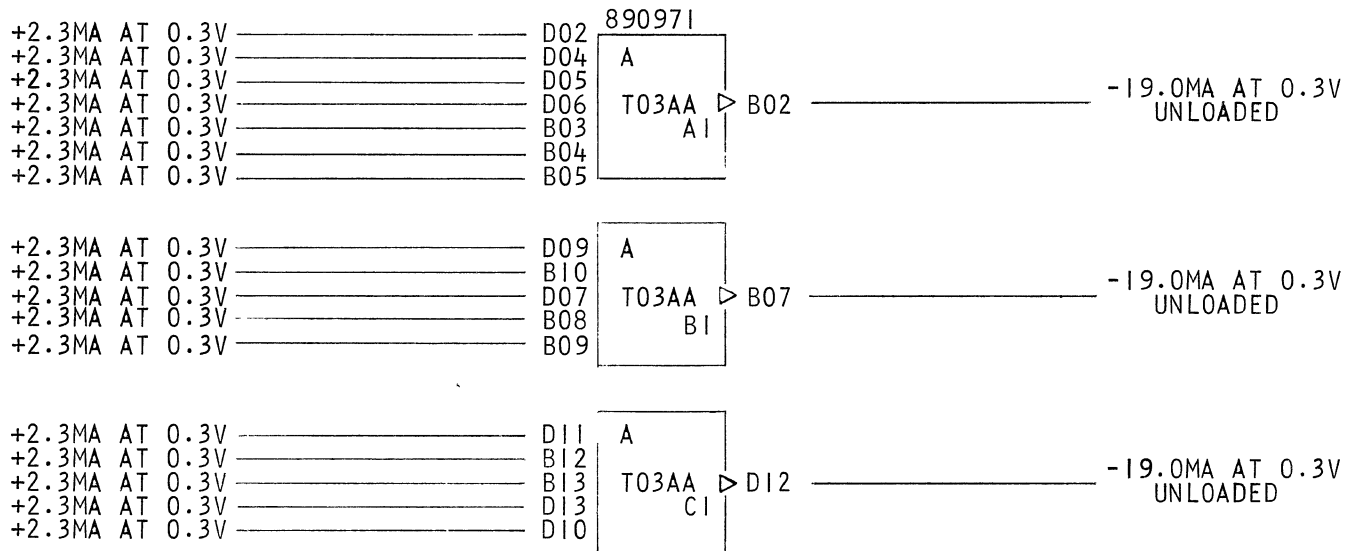 890971
+2.3MA AT 0.3V D02
+2.3MA AT 0.3V D04 A
+2.3MA AT 0.3V D05
+2.3MA AT 0.3V D06 T03AA B02 -19.0MA AT 0.3V
+2.3MA AT 0.3V B03 A1 UNLOADED
+2.3MA AT 0.3V B04
+2.3MA AT 0.3V B05
+2.3MA AT 0.3V D09 A
+2.3MA AT 0.3V B10
+2.3MA AT 0.3V D07 T03AA B07 -19.0MA AT 0.3V
+2.3MA AT 0.3V B08 B1 UNLOADED
+2.3MA AT 0.3V B09
+2.3MA AT 0.3V D11 A
+2.3MA AT 0.3V B12
+2.3MA AT 0.3V B13 T03AA D12 -19.0MA AT 0.3V
+2.3MA AT 0.3V D13 C1 UNLOADED
+2.3MA AT 0.3V D10